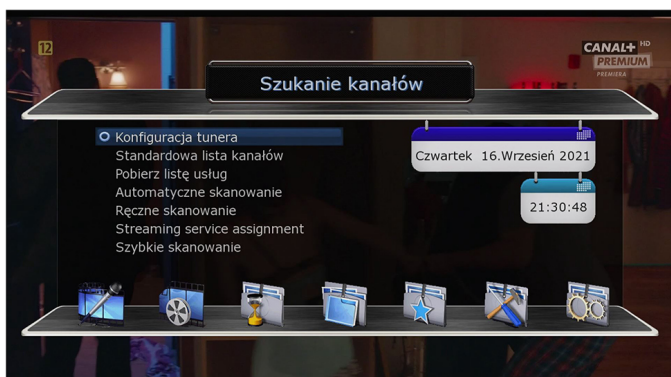 12
CANAL+ HD
PREMIUM
PREMIERA
Szukanie kanałów
Konfiguracja tunera
Standardowa lista kanałów
Pobierz listę usług
Automatyczne skanowanie
Ręczne skanowanie
Streaming service assignment
Szybkie skanowanie
Czwartek 16.Wrzesień 2021
21:30:48